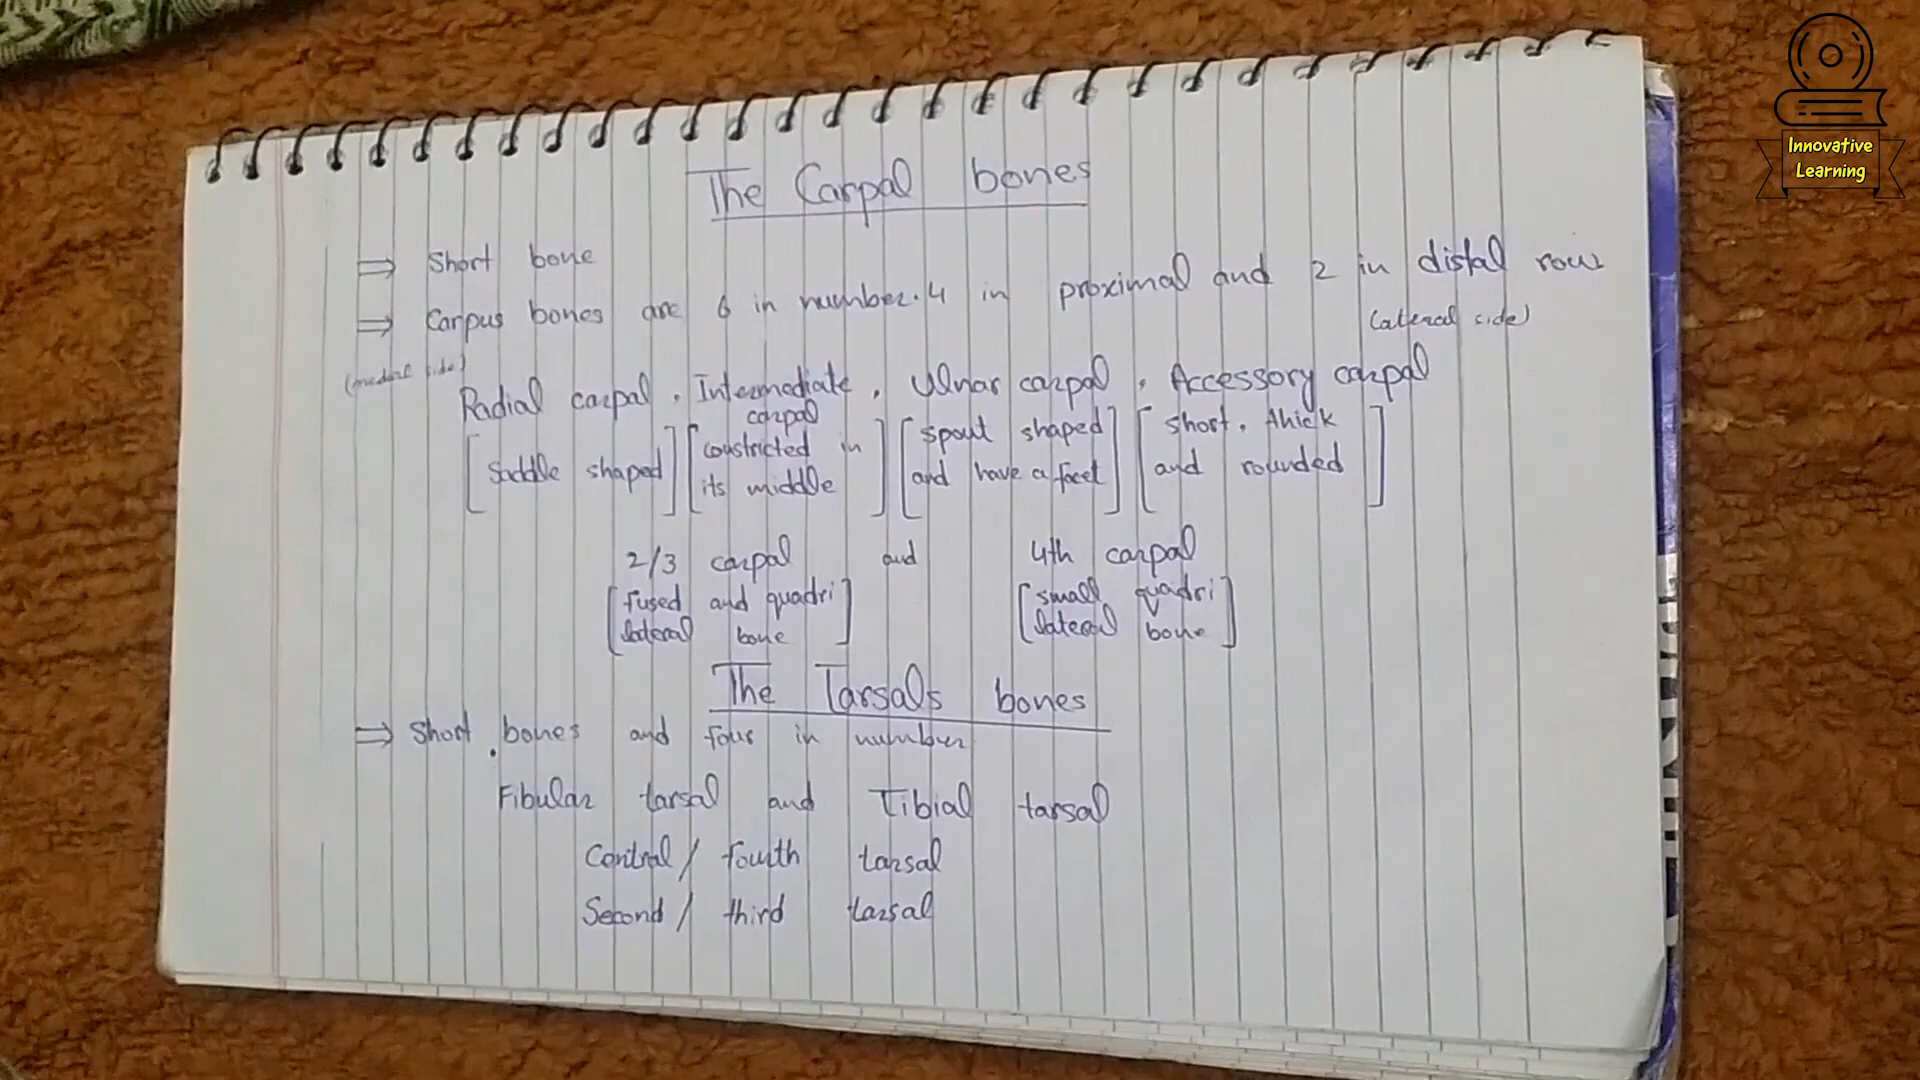 The Carpal bones
⇒ Short bone
⇒ Carpus bones are 6 in number. 4 in proximal and 2 in distal row
(medial side)
(lateral side)
Radial carpal, Intermediate carpal, Ulnar carpal, Accessory carpal
[Saddle shaped] [constricted in its middle] [spout shaped and have a facet] [short, thick and rounded]
2/3 carpal and 4th carpal
[fused and quadri lateral bone] [small quadri lateral bone]
The Tarsals bones
⇒ Short bones and four in number
Fibular tarsal and Tibial tarsal
Central / fourth tarsal
Second / third tarsal
Innovative
Learning